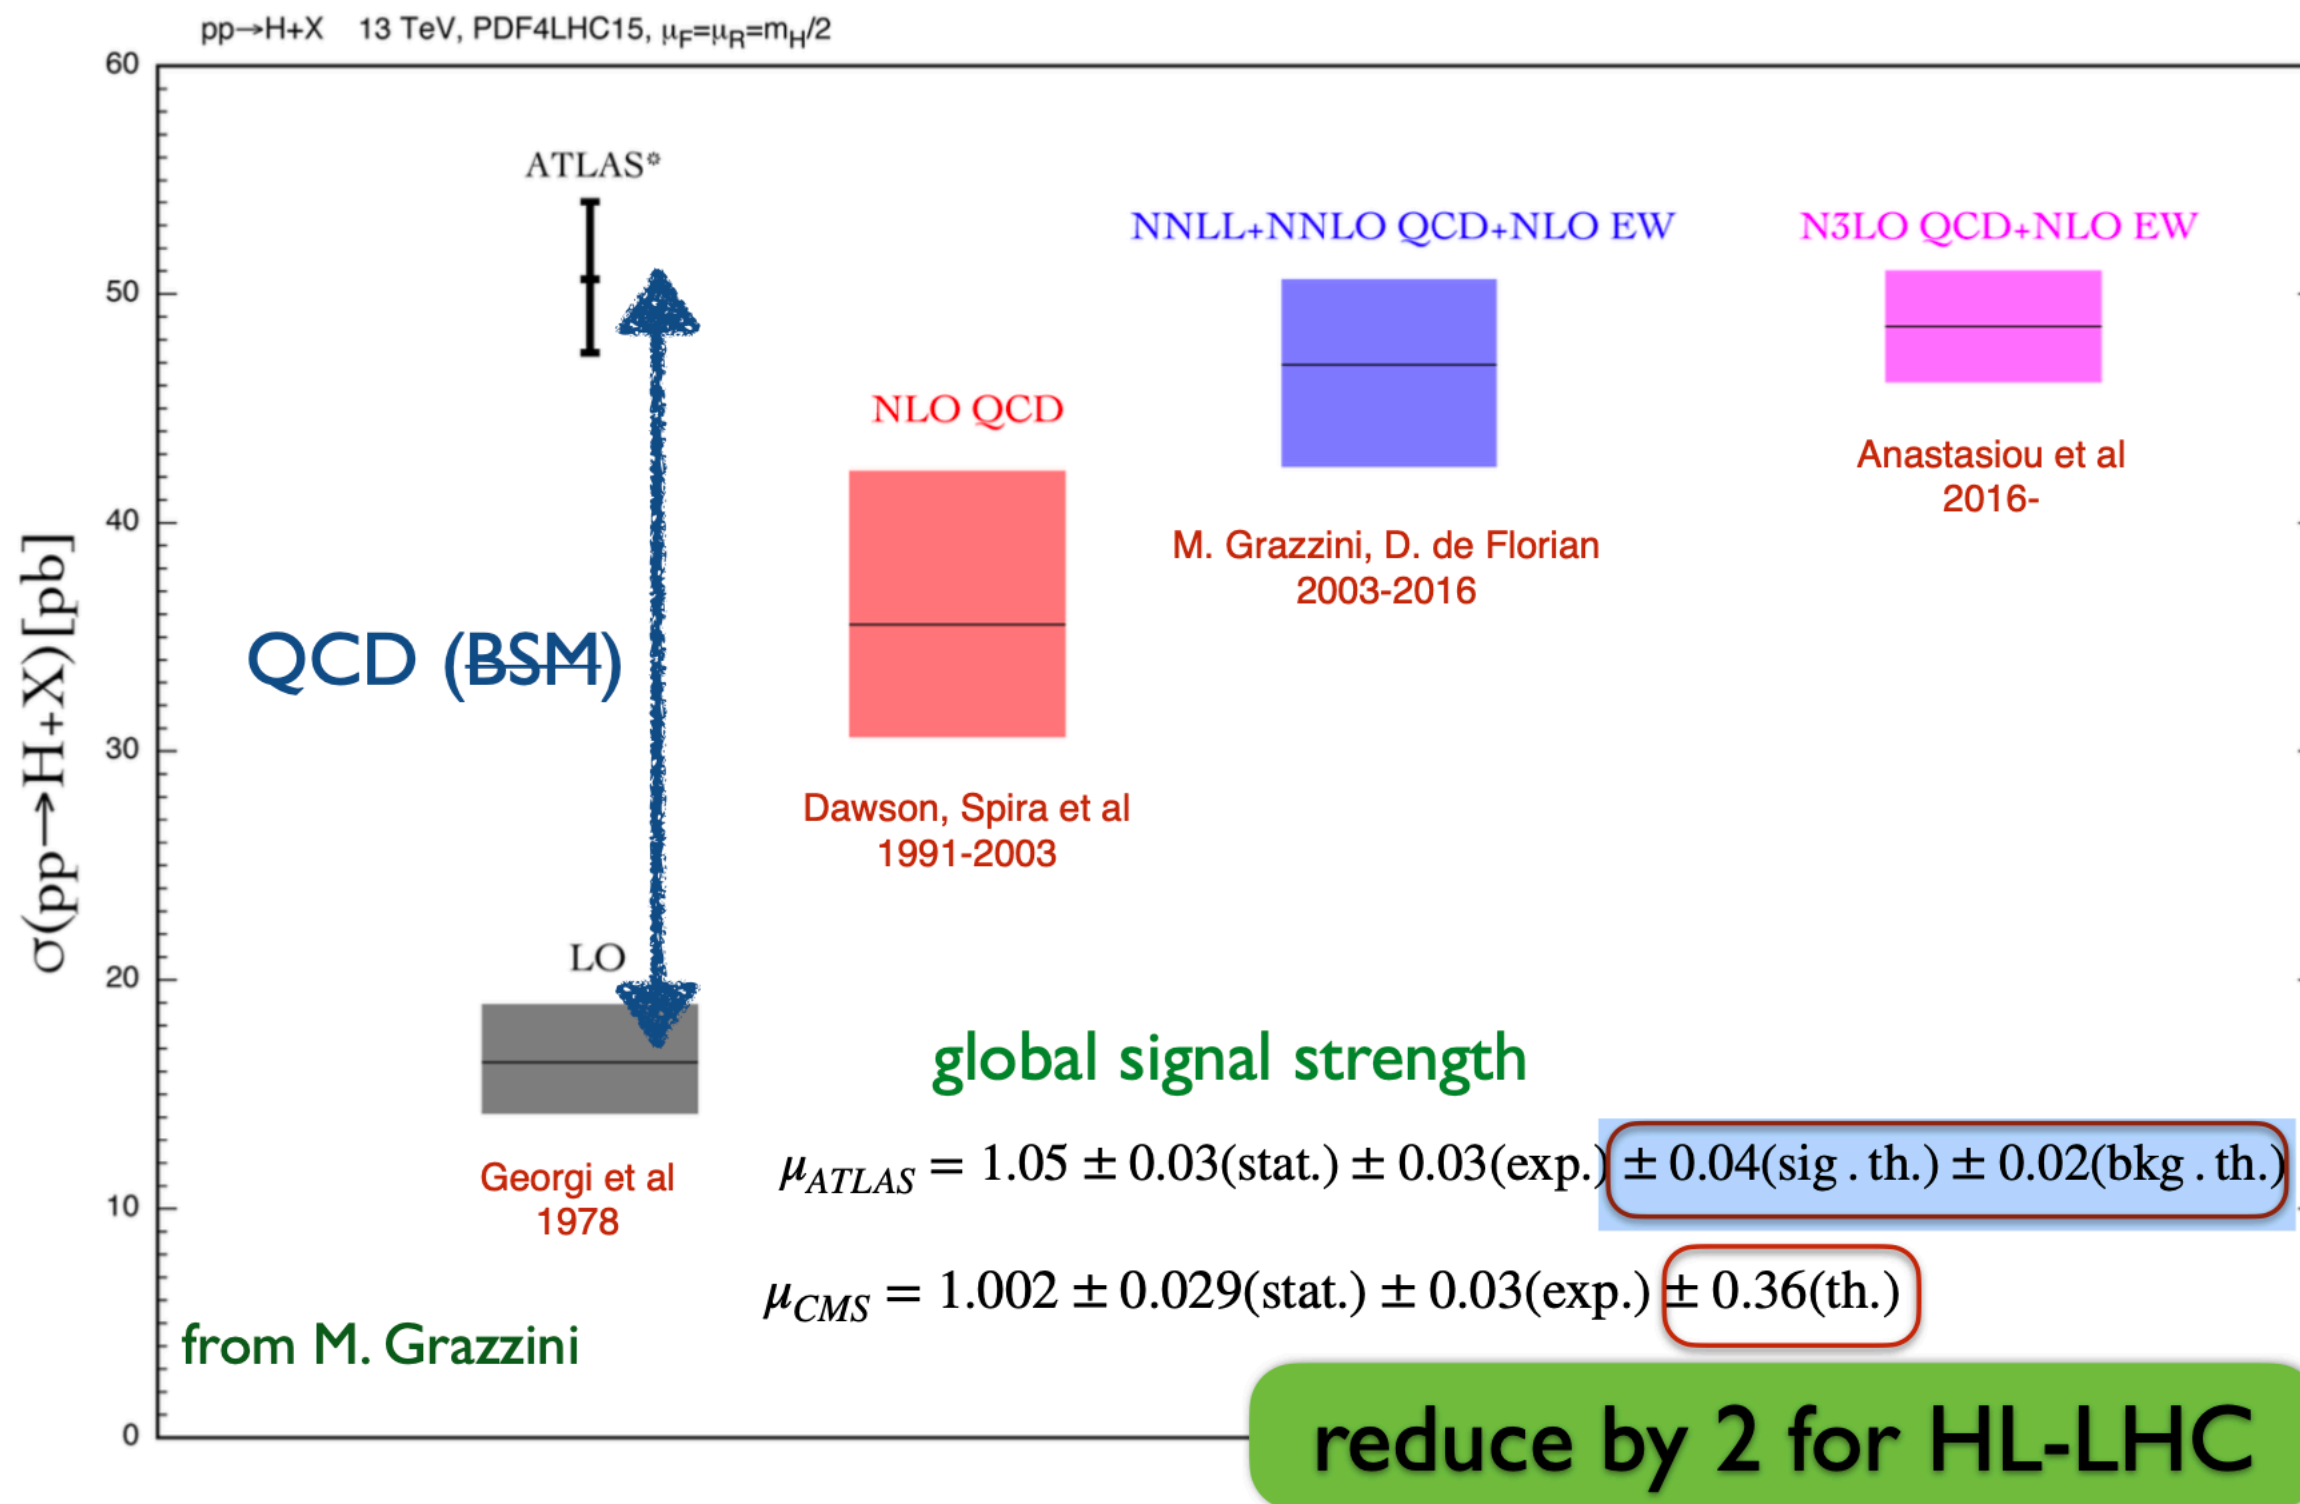 pp→H+X 13 TeV, PDF4LHC15, μF=μR=mH/2
60
50
40
30
20
10
0
σ(pp→H+X)[pb]
ATLAS*
NNLL+NNLO QCD+NLO EW
N3LO QCD+NLO EW
NLO QCD
Anastasiou et al
2016-
M. Grazzini, D. de Florian
2003-2016
QCD (BSM)
Dawson, Spira et al
1991-2003
LO
global signal strength
Georgi et al
1978
μATLAS = 1.05 ± 0.03(stat.) ± 0.03(exp.) ± 0.04(sig . th.) ± 0.02(bkg . th.)
μCMS = 1.002 ± 0.029(stat.) ± 0.03(exp.) ± 0.36(th.)
from M. Grazzini
reduce by 2 for HL-LHC